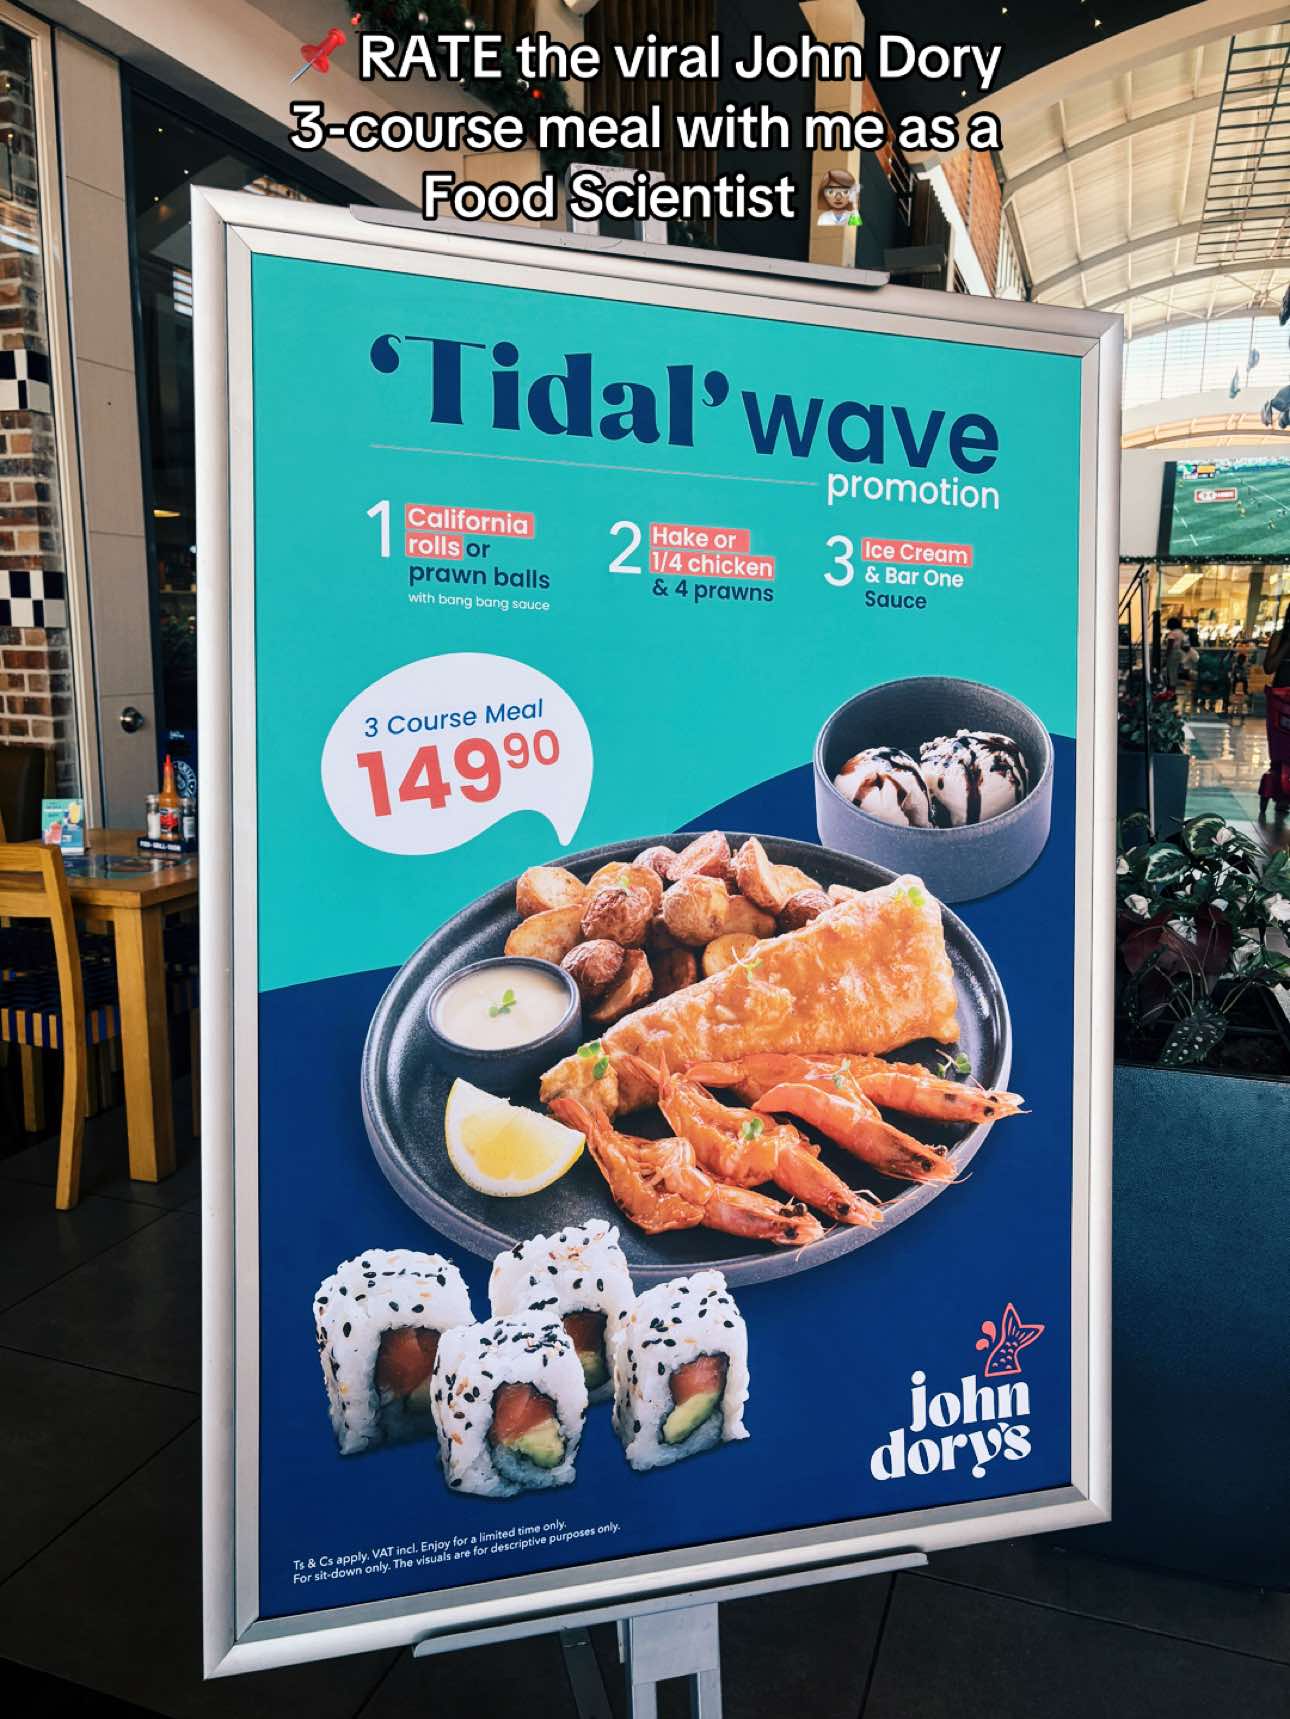 📌 RATE the viral John Dory
3-course meal with me as a
Food Scientist 👩🏽‍🔬
‘Tidal’ wave
promotion
1 California
rolls or
prawn balls
with bang bang sauce
2 Hake or
1/4 chicken
& 4 prawns
3 Ice Cream
& Bar One
Sauce
3 Course Meal
14990
john
dory's
Ts & Cs apply. VAT incl. Enjoy for a limited time only.
For sit-down only. The visuals are for descriptive purposes only.